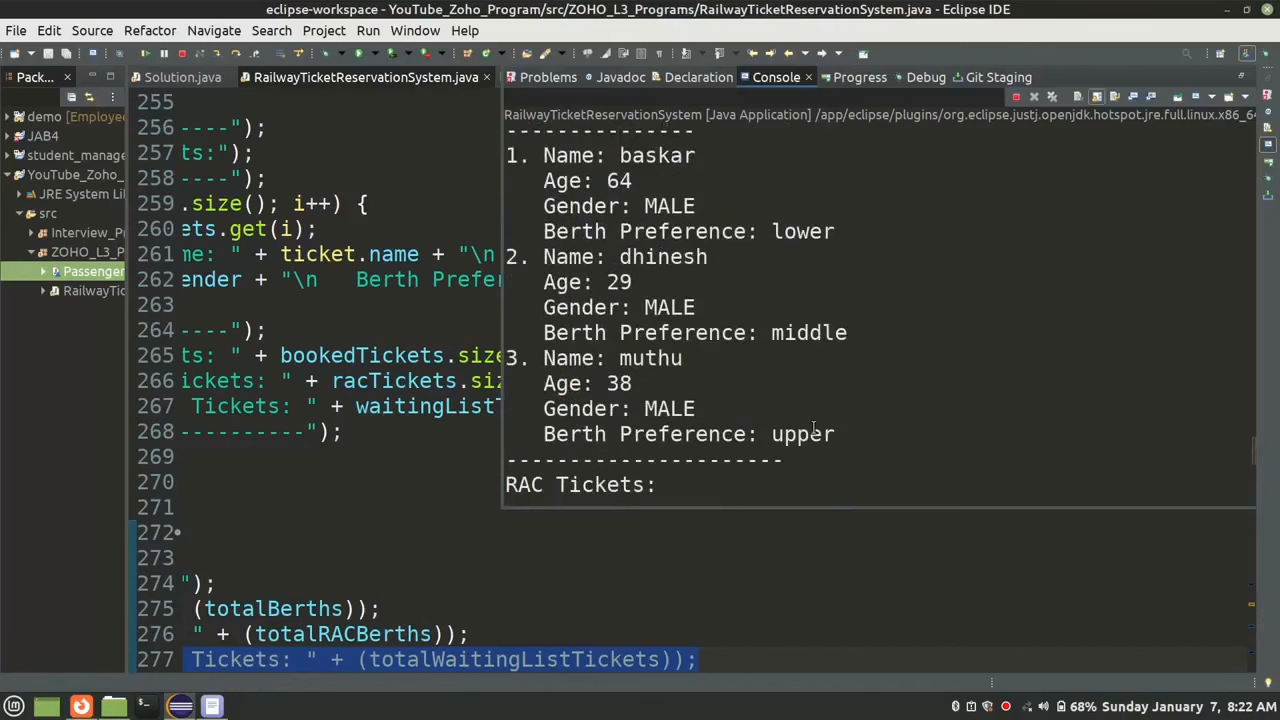 eclipse-workspace - YouTube_Zoho_Program/src/ZOHO_L3_Programs/RailwayTicketReservationSystem.java - Eclipse IDE
File Edit Source Refactor Navigate Search Project Run Window Help
Pack... Solution.java RailwayTicketReservationSystem.java Problems Javadoc Declaration Console Progress Debug Git Staging
demo [Employee
JAB4
student_manage
YouTube_Zoho_
JRE System Lib
src
Interview_Pr
ZOHO_L3_P
Passenger
RailwayTic
255
256 ----");
257 ts:");
258 ----");
259 .size(); i++) {
260 ets.get(i);
261 me: " + ticket.name + "\n
262 ender + "\n   Berth Prefer
263
264 ----");
265 ts: " + bookedTickets.size
266 ickets: " + racTickets.siz
267 Tickets: " + waitingListT
268 ----------");
269
270
271
272
273
274 ");
275 (totalBerths));
276 " + (totalRACBerths));
277 Tickets: " + (totalWaitingListTickets));
RailwayTicketReservationSystem [Java Application] /app/eclipse/plugins/org.eclipse.justj.openjdk.hotspot.jre.full.linux.x86_64
---------------
1. Name: baskar
Age: 64
Gender: MALE
Berth Preference: lower
2. Name: dhinesh
Age: 29
Gender: MALE
Berth Preference: middle
3. Name: muthu
Age: 38
Gender: MALE
Berth Preference: upper
----------------------
RAC Tickets:
68% Sunday January 7, 8:22 AM